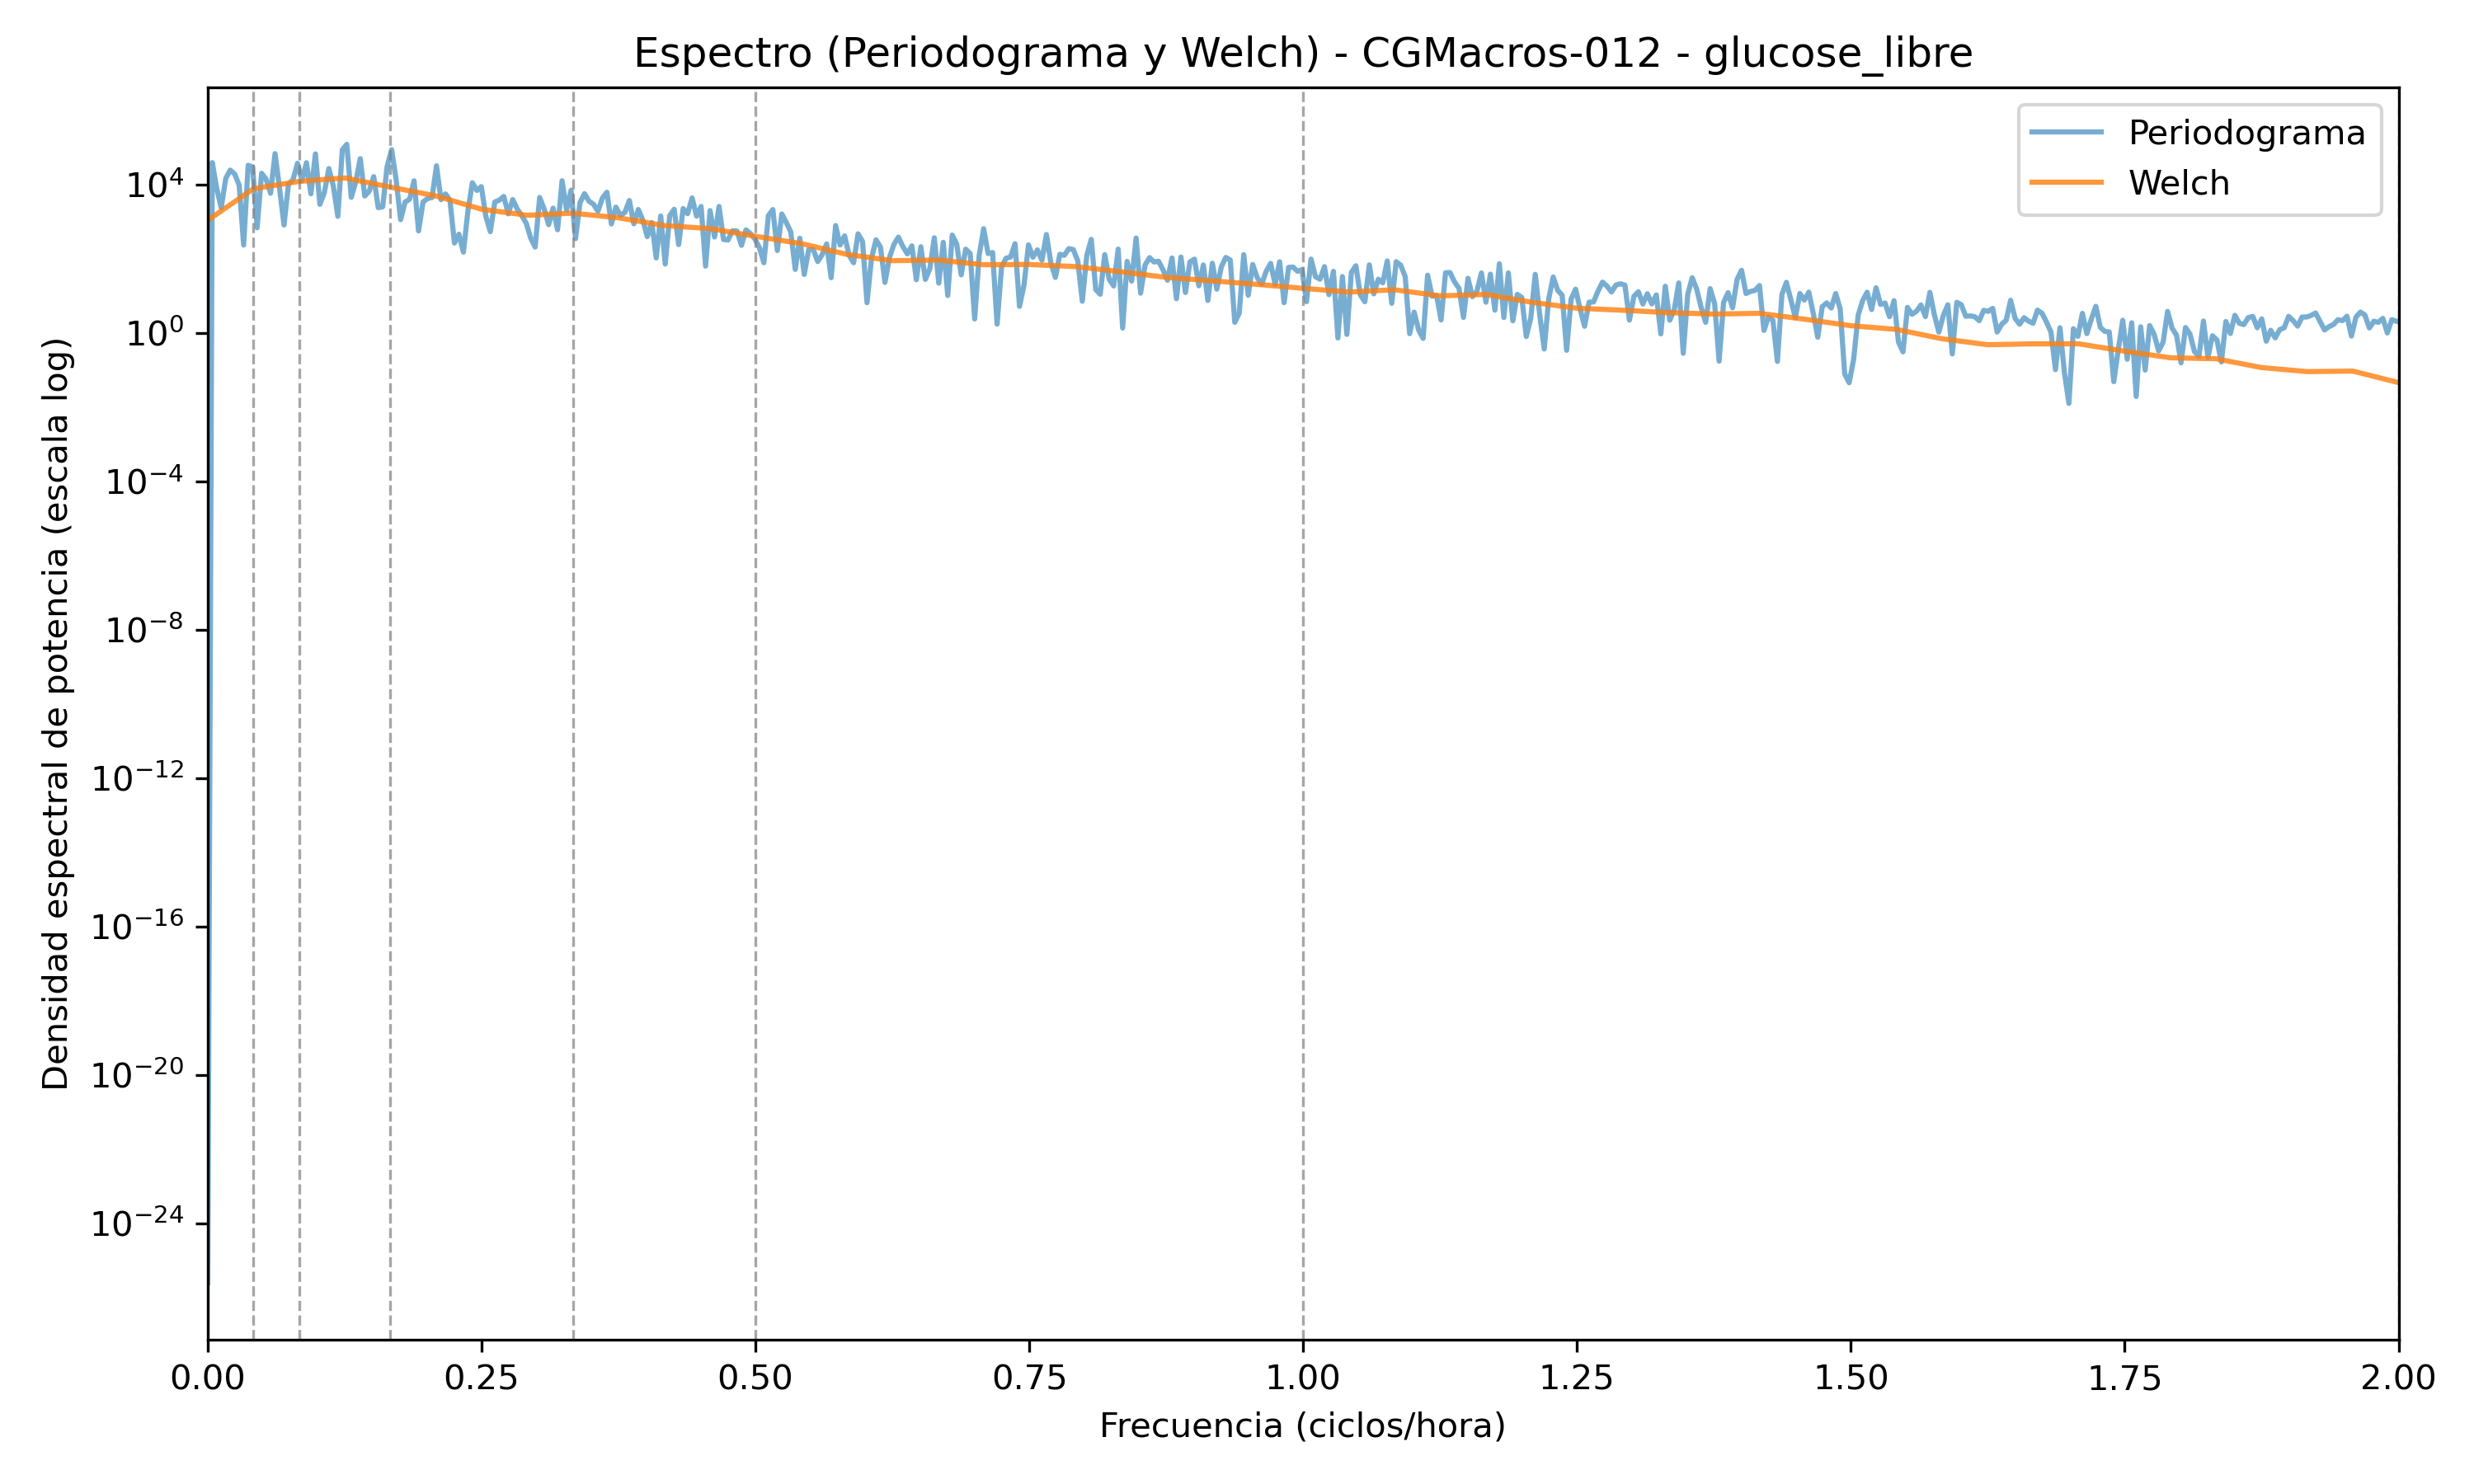 Espectro (Periodograma y Welch) - CGMacros-012 - glucose_libre
Periodograma
Welch
Densidad espectral de potencia (escala log)
10^4
10^0
10^−4
10^−8
10^−12
10^−16
10^−20
10^−24
0.00 0.25 0.50 0.75 1.00 1.25 1.50 1.75 2.00
Frecuencia (ciclos/hora)